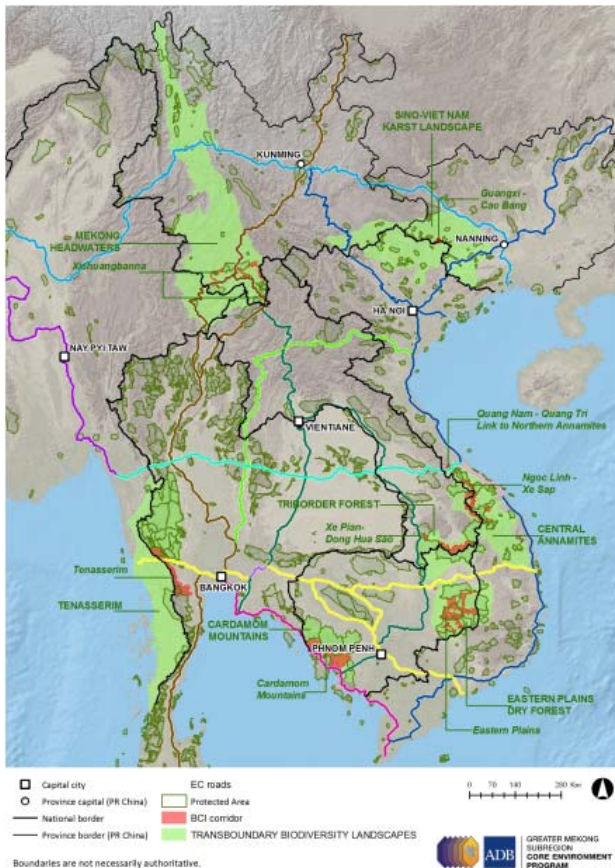 SINO-VIET NAM
KARST LANDSCAPE
KUNMING
Guangxi -
Cao Bang
MEKONG
HEADWATERS
NANNING
Xishuangbanna
HA NOI
NAY PYI TAW
Quang Nam - Quang Tri
Link to Northern Annamites
VIENTIANE
Ngoc Linh -
Xe Sap
TRIBORDER FOREST
Xe Pian-
Dong Hua Sao
CENTRAL
ANNAMITES
Tenasserim
BANGKOK
TENASSERIM
CARDAMOM
MOUNTAINS
PHNOM PENH
Cardamom
Mountains
EASTERN PLAINS
DRY FOREST
Eastern Plains
Capital city
Province capital (PR China)
National border
Province border (PR China)
EC roads
Protected Area
BCI corridor
TRANSBOUNDARY BIODIVERSITY LANDSCAPES
0 70 140 280 Km
Boundaries are not necessarily authoritative.
ADB
GREATER MEKONG
SUBREGION
CORE ENVIRONMENT
PROGRAM